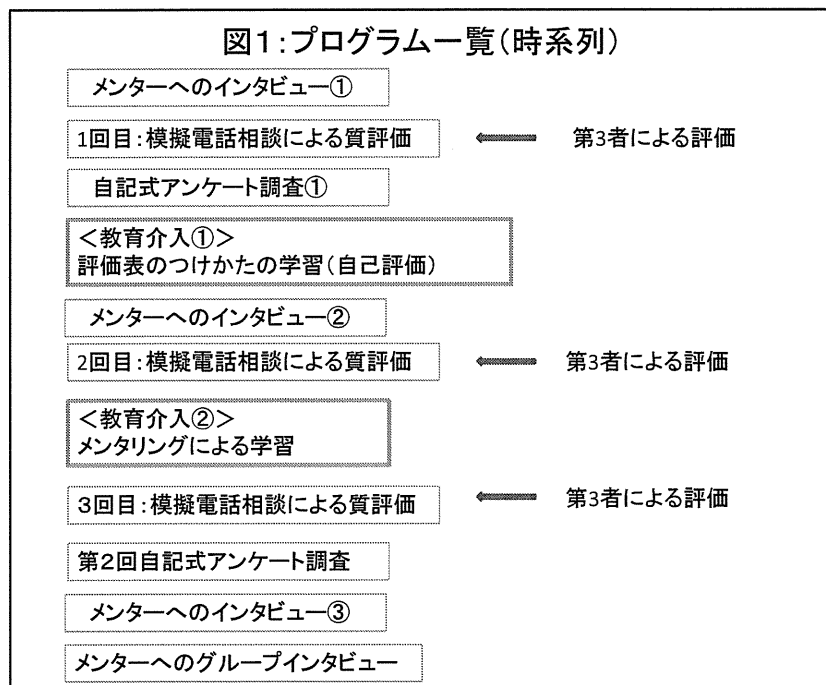 図1:プログラム一覧(時系列)
メンターへのインタビュー①
1回目:模擬電話相談による質評価 第3者による評価
自記式アンケート調査①
<教育介入①>
評価表のつけかたの学習(自己評価)
メンターへのインタビュー②
2回目:模擬電話相談による質評価 第3者による評価
<教育介入②>
メンタリングによる学習
3回目:模擬電話相談による質評価 第3者による評価
第2回自記式アンケート調査
メンターへのインタビュー③
メンターへのグループインタビュー